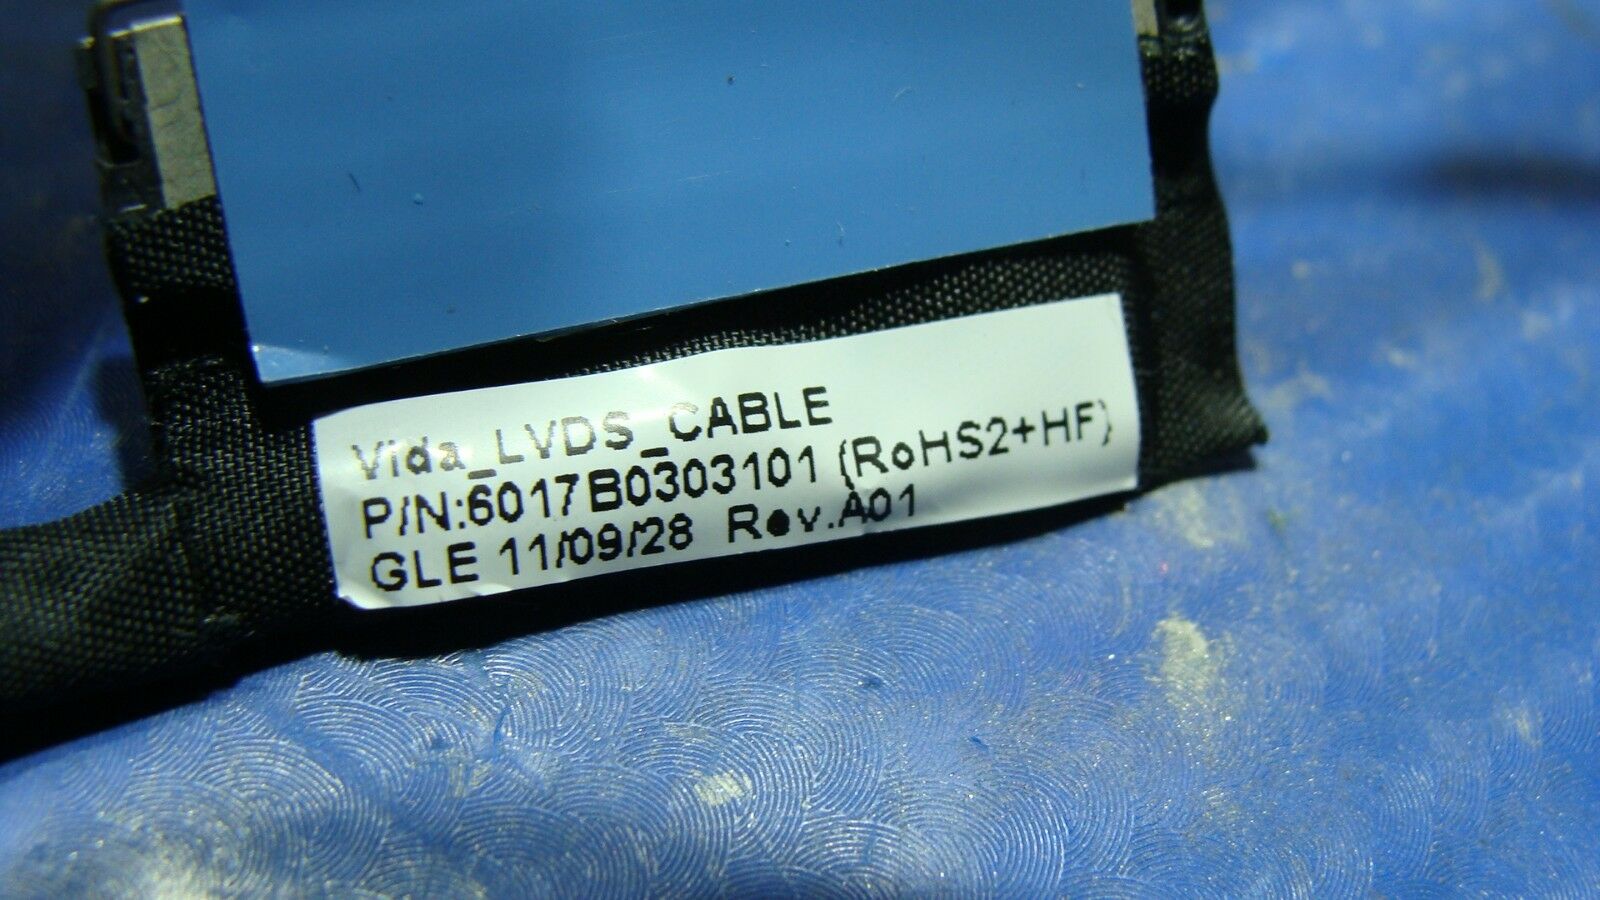 Vida_LVDS_CABLE
P/N:6017B0303101 (RoHS2+HF)
GLE 11/09/28 Rev.A01